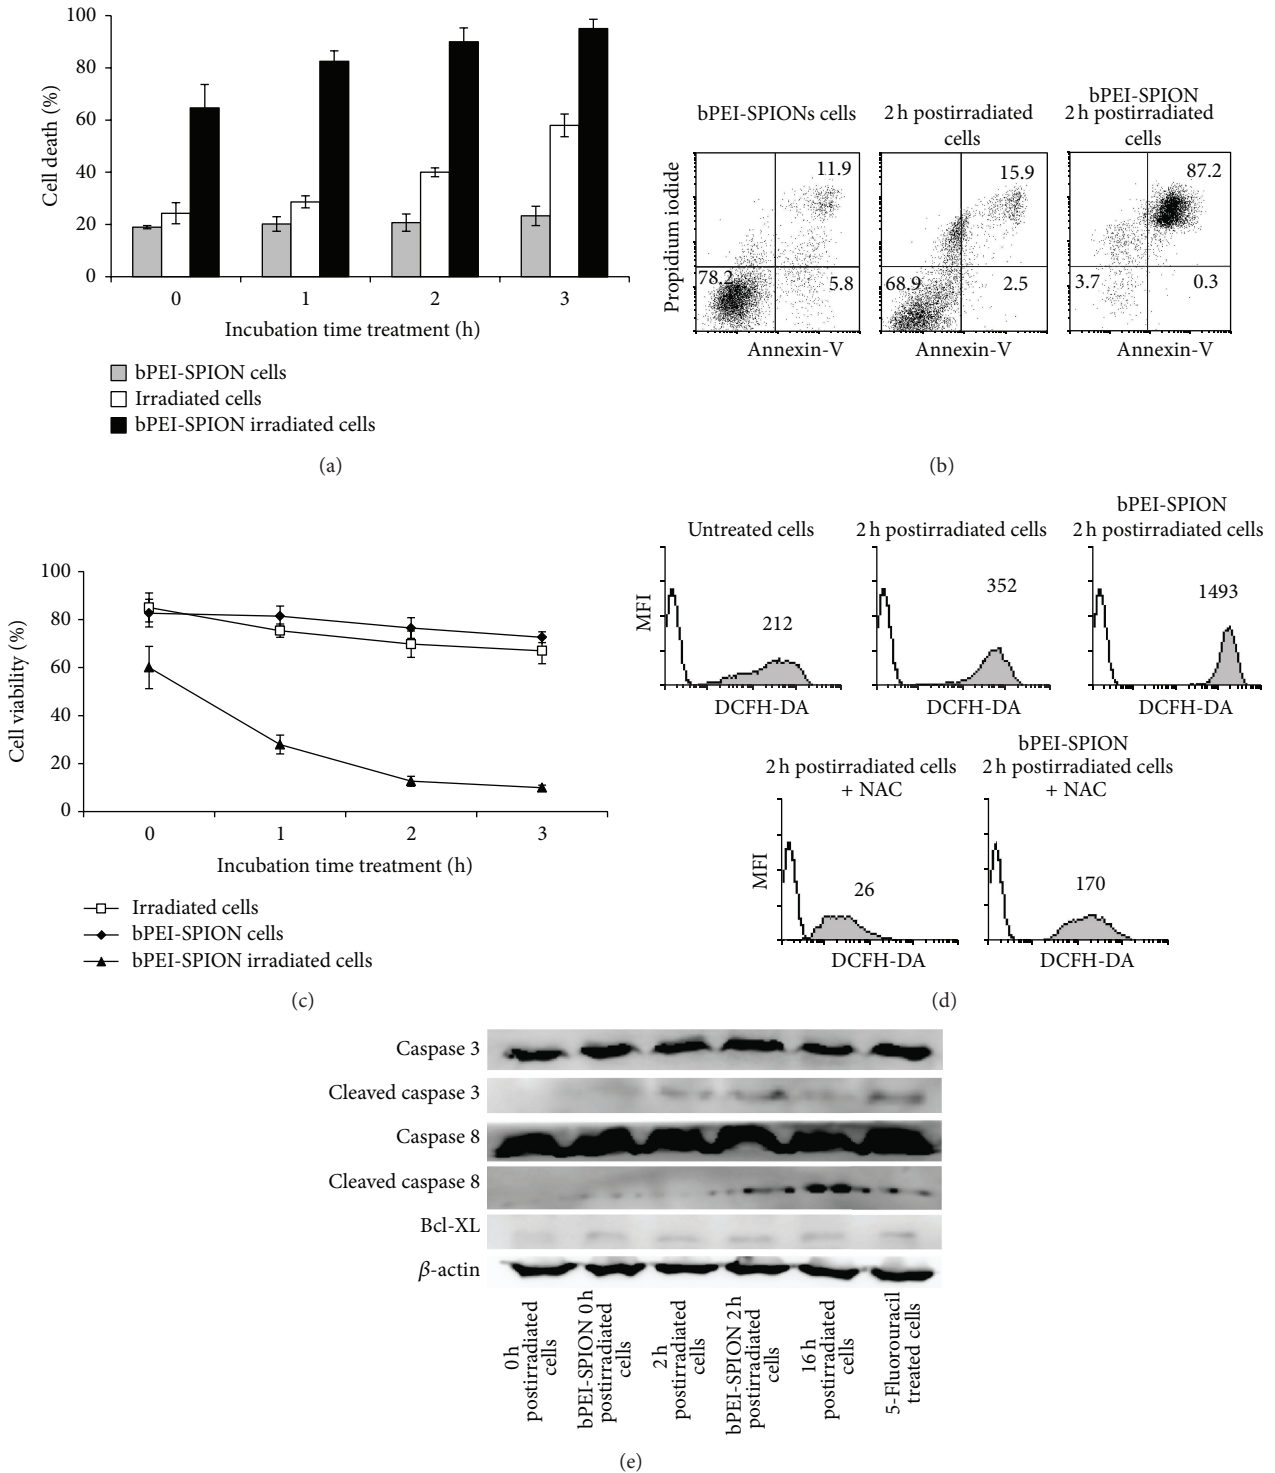 100
80
60
40
20
0
Cell death (%)
0 1 2 3
Incubation time treatment (h)
bPEI-SPION cells
Irradiated cells
bPEI-SPION irradiated cells
(a)
bPEI-SPIONs cells
2 h postirradiated
cells
bPEI-SPION
2 h postirradiated
cells
Propidium iodide
11.9
78.2
5.8
Annexin-V
15.9
68.9
2.5
Annexin-V
87.2
3.7
0.3
Annexin-V
(b)
100
80
60
40
20
0
Cell viability (%)
0 1 2 3
Incubation time treatment (h)
Irradiated cells
bPEI-SPION cells
bPEI-SPION irradiated cells
(c)
Untreated cells
MFI
212
DCFH-DA
2 h postirradiated cells
352
DCFH-DA
bPEI-SPION
2 h postirradiated cells
1493
DCFH-DA
2 h postirradiated cells
+ NAC
MFI
26
DCFH-DA
bPEI-SPION
2 h postirradiated cells
+ NAC
170
DCFH-DA
(d)
Caspase 3
Cleaved caspase 3
Caspase 8
Cleaved caspase 8
Bcl-XL
β-actin
0 h
postirradiated
cells
bPEI-SPION 0 h
postirradiated
cells
2 h
postirradiated
cells
bPEI-SPION 2 h
postirradiated
cells
16 h
postirradiated
cells
5-Fluorouracil
treated cells
(e)